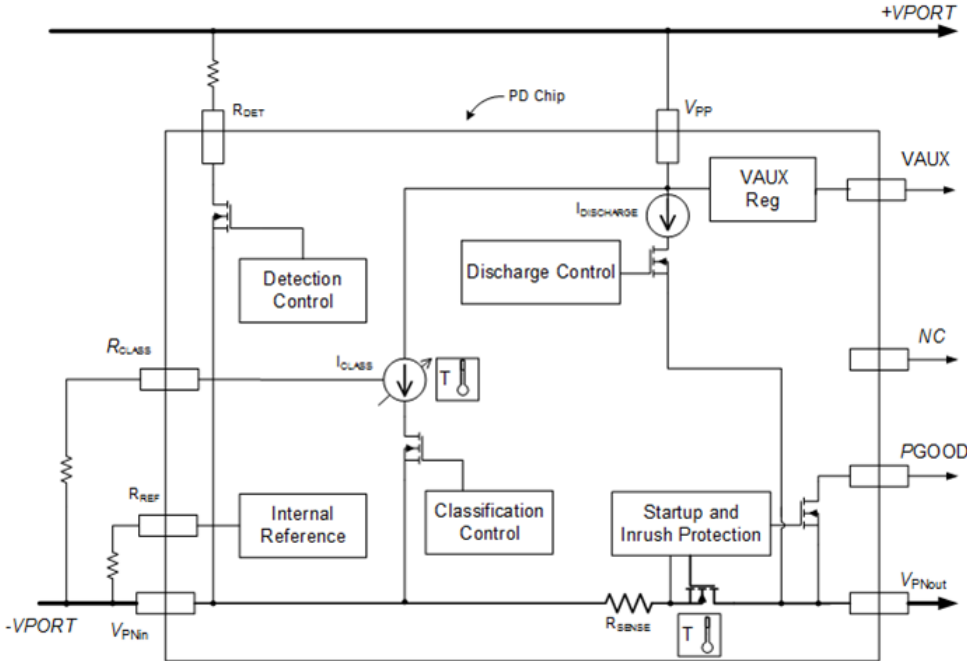 +VPORT
PD Chip
RDET
VPP
VAUX
VAUX
Reg
IDISCHARGE
Discharge Control
Detection
Control
RCLASS
ICLASS
T
NC
PGOOD
RREF
Internal
Reference
Classification
Control
Startup and
Inrush Protection
VPNout
-VPORT
VPNin
RSENSE
T